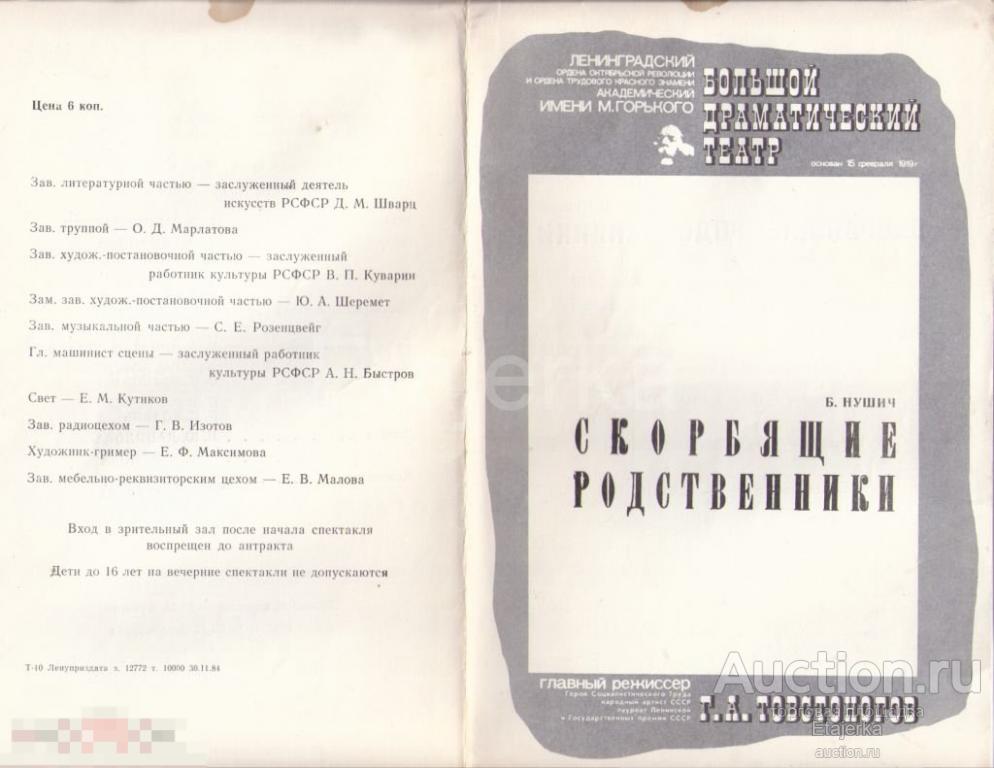 Цена 6 коп.
Зав. литературной частью — заслуженный деятель
искусств РСФСР Д. М. Шварц
Зав. труппой — О. Д. Марлатова
Зав. худож.-постановочной частью — заслуженный
работник культуры РСФСР В. П. Куварин
Зам. зав. худож.-постановочной частью — Ю. А. Шеремет
Зав. музыкальной частью — С. Е. Розенцвейг
Гл. машинист сцены — заслуженный работник
культуры РСФСР А. Н. Быстров
Свет — Е. М. Кутиков
Зав. радиоцехом — Г. В. Изотов
Художник-гример — Е. Ф. Максимова
Зав. мебельно-реквизиторским цехом — Е. В. Малова
Вход в зрительный зал после начала спектакля
воспрещен до антракта
Дети до 16 лет на вечерние спектакли не допускаются
Т-10 Ленуприздата з. 12772 т. 10000 30.11.84
ЛЕНИНГРАДСКИЙ
ОРДЕНА ОКТЯБРЬСКОЙ РЕВОЛЮЦИИ
И ОРДЕНА ТРУДОВОГО КРАСНОГО ЗНАМЕНИ
АКАДЕМИЧЕСКИЙ
ИМЕНИ М.ГОРЬКОГО
БОЛЬШОЙ
ДРАМАТИЧЕСКИЙ
ТЕАТР
основан 15 февраля 1919 г
Б. НУШИЧ
СКОРБЯЩИЕ
РОДСТВЕННИКИ
главный режиссер
Герой Социалистического Труда
народный артист СССР
лауреат Ленинской
и Государственных премий СССР
Г.А. ТОВСТОНОГОВ
Auction.ru
Etajerka
auction.ru